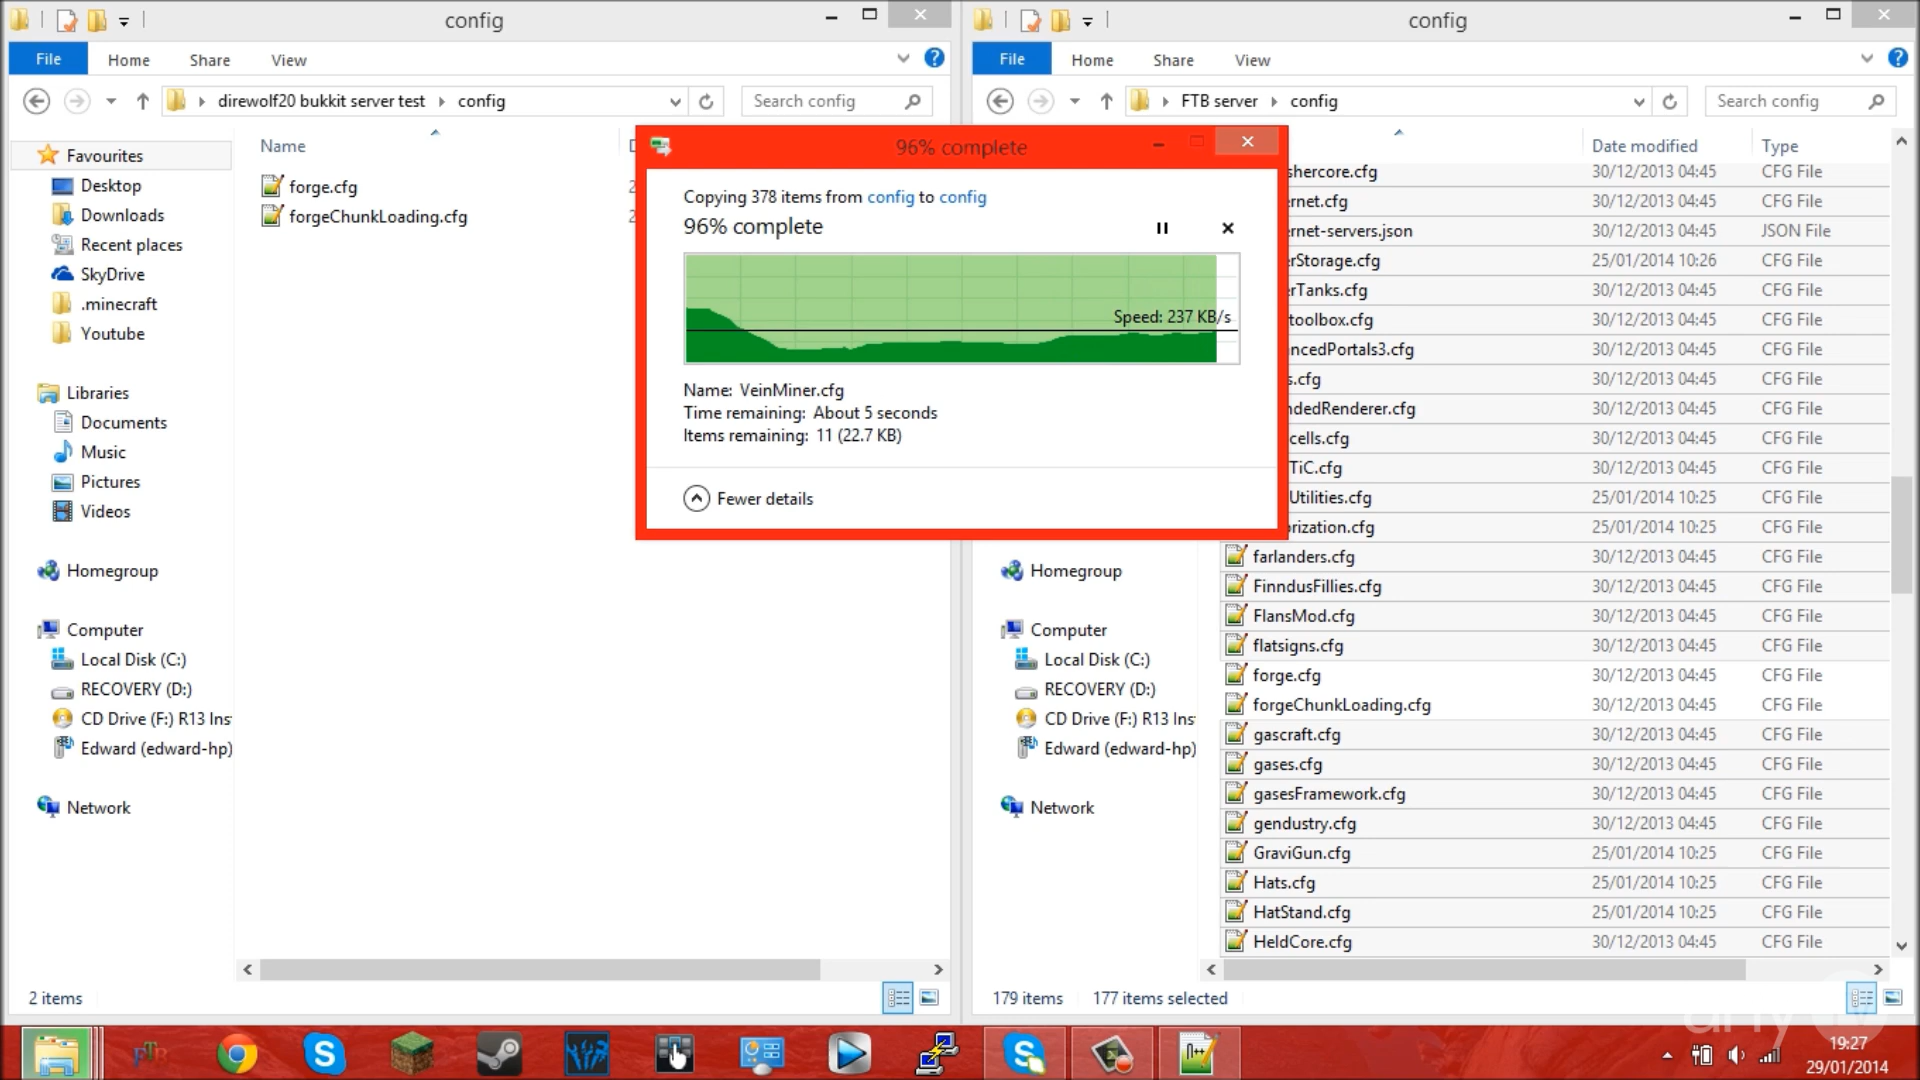 config
File Home Share View
direwolf20 bukkit server test config
Search config
Name
Favourites
Desktop
Downloads
Recent places
SkyDrive
.minecraft
Youtube
Libraries
Documents
Music
Pictures
Videos
Homegroup
Computer
Local Disk (C:)
RECOVERY (D:)
CD Drive (F:) R13 Ins
Edward (edward-hp)
Network
forge.cfg
forgeChunkLoading.cfg
2 items
96% complete
Copying 378 items from config to config
96% complete
Speed: 237 KB/s
Name: VeinMiner.cfg
Time remaining: About 5 seconds
Items remaining: 11 (22.7 KB)
Fewer details
config
File Home Share View
FTB server config
Search config
Date modified Type
Homegroup
Computer
Local Disk (C:)
RECOVERY (D:)
CD Drive (F:) R13 Ins
Edward (edward-hp)
Network
shercore.cfg 30/12/2013 04:45 CFG File
ernet.cfg 30/12/2013 04:45 CFG File
ernet-servers.json 30/12/2013 04:45 JSON File
erStorage.cfg 25/01/2014 10:26 CFG File
erTanks.cfg 30/12/2013 04:45 CFG File
toolbox.cfg 30/12/2013 04:45 CFG File
ncedPortals3.cfg 30/12/2013 04:45 CFG File
s.cfg 30/12/2013 04:45 CFG File
ndedRenderer.cfg 30/12/2013 04:45 CFG File
cells.cfg 30/12/2013 04:45 CFG File
TiC.cfg 30/12/2013 04:45 CFG File
Utilities.cfg 25/01/2014 10:25 CFG File
rization.cfg 25/01/2014 10:25 CFG File
farlanders.cfg 30/12/2013 04:45 CFG File
FinndusFillies.cfg 30/12/2013 04:45 CFG File
FlansMod.cfg 30/12/2013 04:45 CFG File
flatsigns.cfg 30/12/2013 04:45 CFG File
forge.cfg 30/12/2013 04:45 CFG File
forgeChunkLoading.cfg 30/12/2013 04:45 CFG File
gascraft.cfg 30/12/2013 04:45 CFG File
gases.cfg 30/12/2013 04:45 CFG File
gasesFramework.cfg 30/12/2013 04:45 CFG File
gendustry.cfg 30/12/2013 04:45 CFG File
GraviGun.cfg 25/01/2014 10:25 CFG File
Hats.cfg 25/01/2014 10:25 CFG File
HatStand.cfg 25/01/2014 10:25 CFG File
HeldCore.cfg 30/12/2013 04:45 CFG File
179 items 177 items selected
FTB
19:27
29/01/2014